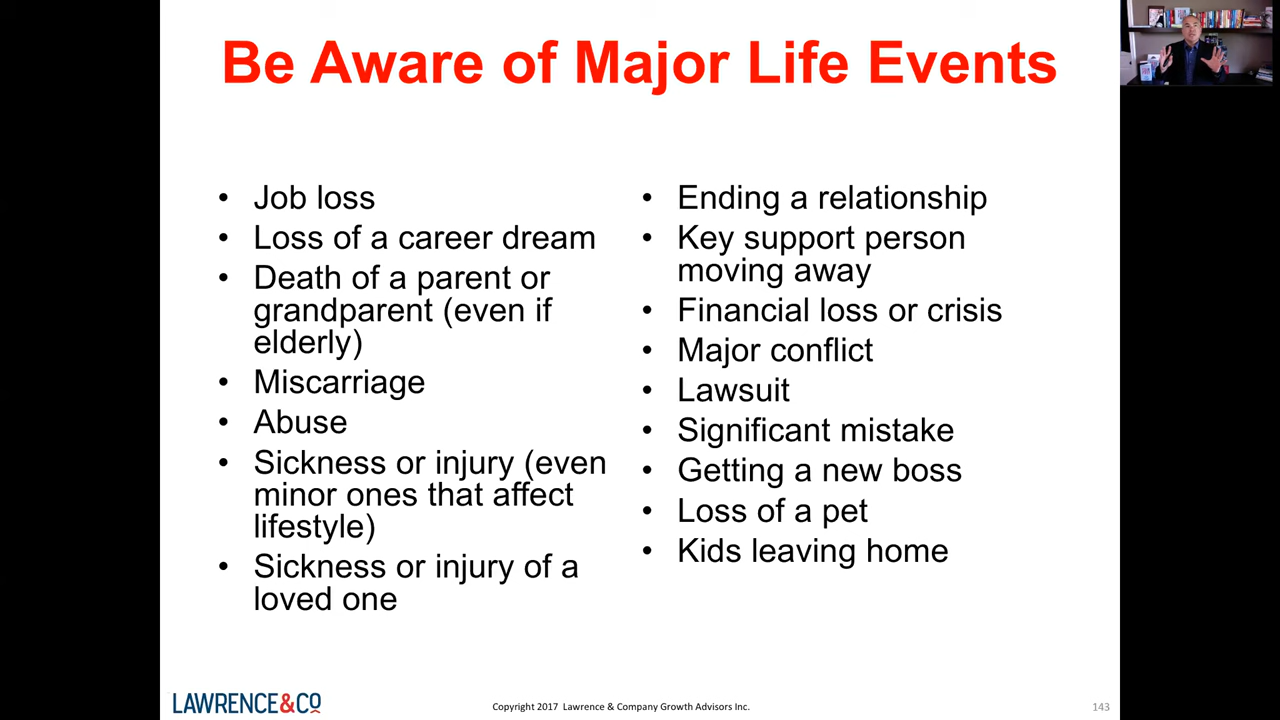 Be Aware of Major Life Events
• Job loss
• Loss of a career dream
• Death of a parent or
grandparent (even if
elderly)
• Miscarriage
• Abuse
• Sickness or injury (even
minor ones that affect
lifestyle)
• Sickness or injury of a
loved one
• Ending a relationship
• Key support person
moving away
• Financial loss or crisis
• Major conflict
• Lawsuit
• Significant mistake
• Getting a new boss
• Loss of a pet
• Kids leaving home
LAWRENCE&CO
Copyright 2017 Lawrence & Company Growth Advisors Inc.
143